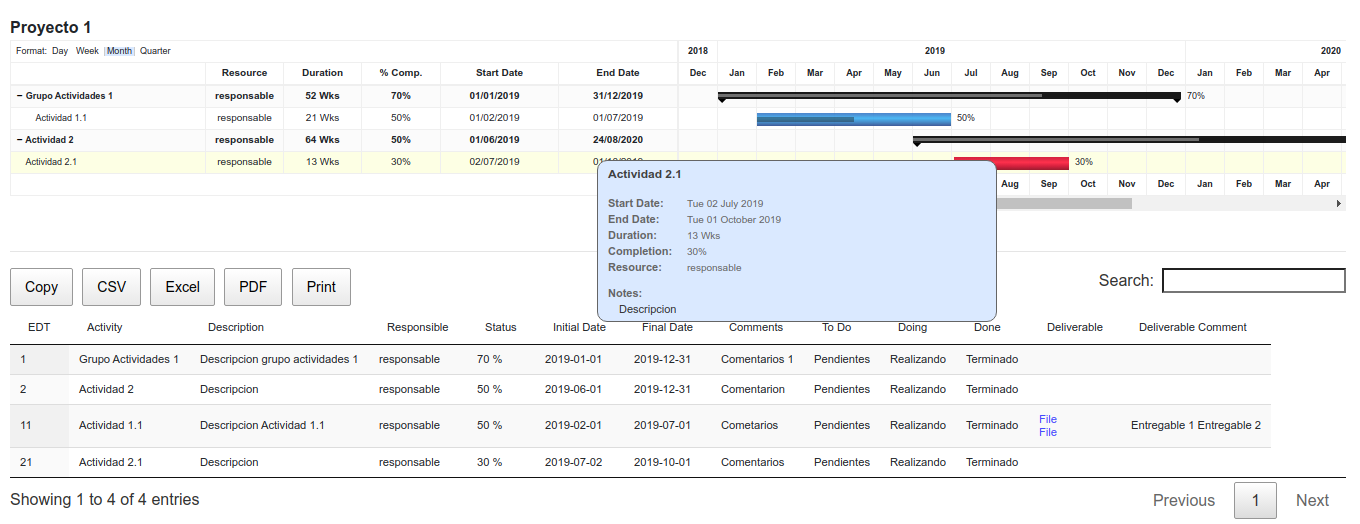 Proyecto 1
Format: Day Week Month Quarter 2018 2019 2020
Resource Duration % Comp. Start Date End Date Dec Jan Feb Mar Apr May Jun Jul Aug Sep Oct Nov Dec Jan Feb Mar Apr
− Grupo Actividades 1 responsable 52 Wks 70% 01/01/2019 31/12/2019 70%
Actividad 1.1 responsable 21 Wks 50% 01/02/2019 01/07/2019 50%
− Actividad 2 responsable 64 Wks 50% 01/06/2019 24/08/2020
Actividad 2.1 responsable 13 Wks 30% 02/07/2019 30%
Aug Sep Oct Nov Dec Jan Feb Mar Apr
Actividad 2.1
Start Date: Tue 02 July 2019
End Date: Tue 01 October 2019
Duration: 13 Wks
Completion: 30%
Resource: responsable
Notes:
Descripcion
Copy CSV Excel PDF Print Search:
EDT Activity Description Responsible Status Initial Date Final Date Comments To Do Doing Done Deliverable Deliverable Comment
1 Grupo Actividades 1 Descripcion grupo actividades 1 responsable 70 % 2019-01-01 2019-12-31 Comentarios 1 Pendientes Realizando Terminado
2 Actividad 2 Descripcion responsable 50 % 2019-06-01 2019-12-31 Comentarion Pendientes Realizando Terminado
11 Actividad 1.1 Descripcion Actividad 1.1 responsable 50 % 2019-02-01 2019-07-01 Cometarios Pendientes Realizando Terminado File Entregable 1 Entregable 2
File
21 Actividad 2.1 Descripcion responsable 30 % 2019-07-02 2019-10-01 Comentarios Pendientes Realizando Terminado
Showing 1 to 4 of 4 entries Previous 1 Next